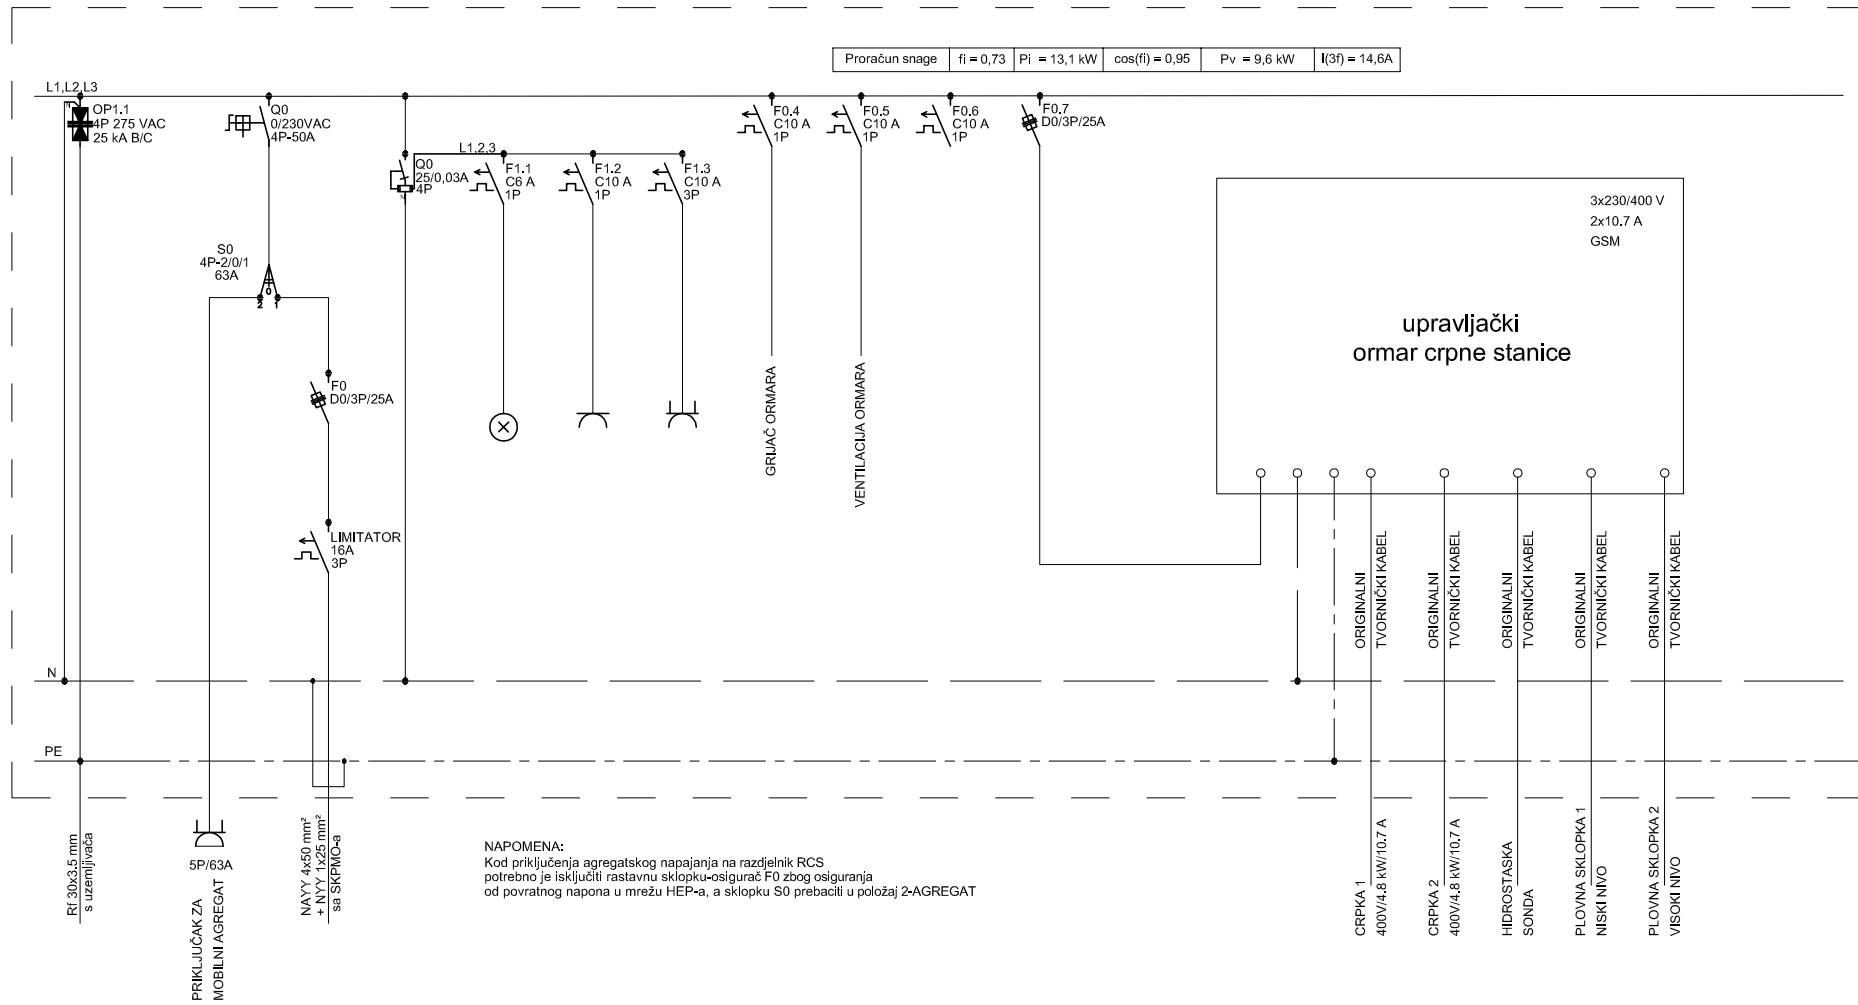 Proračun snage fi = 0,73 Pi = 13,1 kW cos(fi) = 0,95 Pv = 9,6 kW I(3f) = 14,6A
L1,L2,L3
OP1.1
4P 275 VAC
25 kA B/C
Q0
0/230VAC
4P-50A
L1,2,3
Q0
25/0,03A
4P
F1.1
C6 A
1P
F1.2
C10 A
1P
F1.3
C10 A
3P
F0.4
C10 A
1P
F0.5
C10 A
1P
F0.6
C10 A
1P
F0.7
D0/3P/25A
3x230/400 V
2x10.7 A
GSM
upravljački
ormar crpne stanice
S0
4P-2/0/1
63A
0
2 1
F0
D0/3P/25A
LIMITATOR
16A
3P
GRIJAČ ORMARA
VENTILACIJA ORMARA
ORIGINALNI
TVORNIČKI KABEL
ORIGINALNI
TVORNIČKI KABEL
ORIGINALNI
TVORNIČKI KABEL
ORIGINALNI
TVORNIČKI KABEL
ORIGINALNI
TVORNIČKI KABEL
N
PE
Rf 30x3.5 mm
s uzemljivača
5P/63A
PRIKLJUČAK ZA
MOBILNI AGREGAT
NAYY 4x50 mm²
+ NYY 1x25 mm²
sa SKPMO-a
NAPOMENA:
Kod priključenja agregatskog napajanja na razdjelnik RCS
potrebno je isključiti rastavnu sklopku-osigurač F0 zbog osiguranja
od povratnog napona u mrežu HEP-a, a sklopku S0 prebaciti u položaj 2-AGREGAT
CRPKA 1
400V/4.8 kW/10.7 A
CRPKA 2
400V/4.8 kW/10.7 A
HIDROSTASKA
SONDA
PLOVNA SKLOPKA 1
NISKI NIVO
PLOVNA SKLOPKA 2
VISOKI NIVO